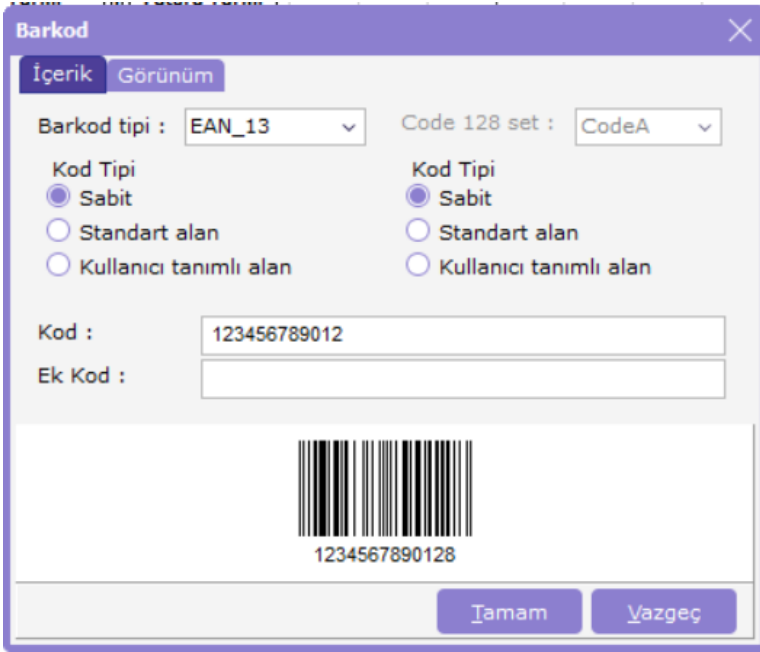 Barkod
İçerik Görünüm
Barkod tipi : EAN_13 Code 128 set : CodeA
Kod Tipi Kod Tipi
Sabit Sabit
Standart alan Standart alan
Kullanıcı tanımlı alan Kullanıcı tanımlı alan
Kod : 123456789012
Ek Kod :
1234567890128
Tamam Vazgeç